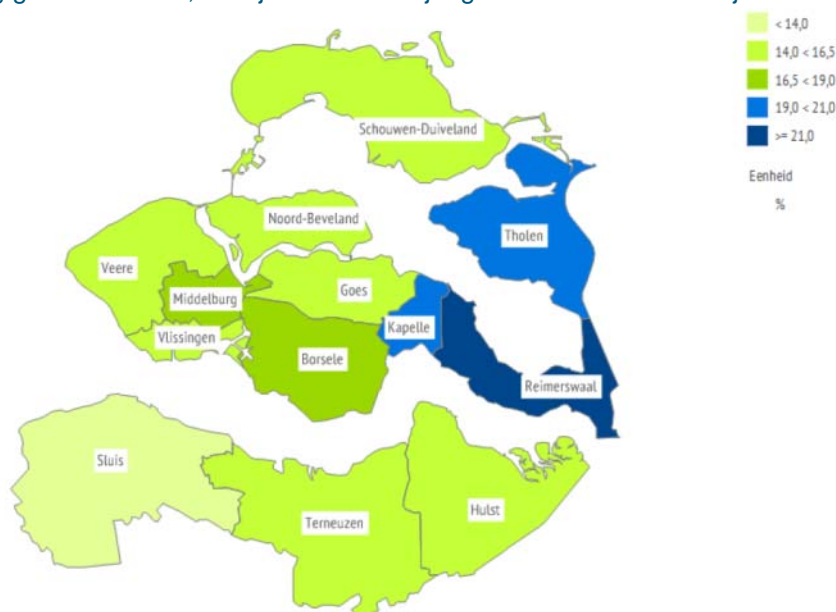 < 14,0
14,0 < 16,5
16,5 < 19,0
19,0 < 21,0
>= 21,0
Eenheid
%
Schouwen-Duiveland
Noord-Beveland
Tholen
Veere
Goes
Middelburg
Kapelle
Vlissingen
Borsele
Reimerswaal
Sluis
Hulst
Terneuzen